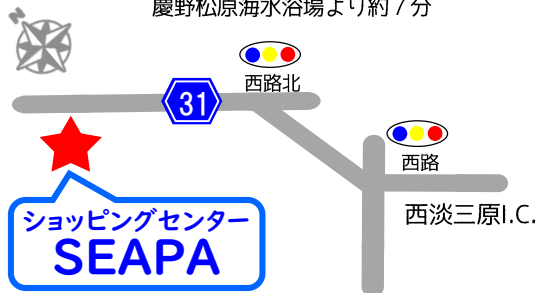 慶野松原海水浴場より約7分
N
西路北
31
西路
西淡三原I.C.
ショッピングセンター
SEAPA